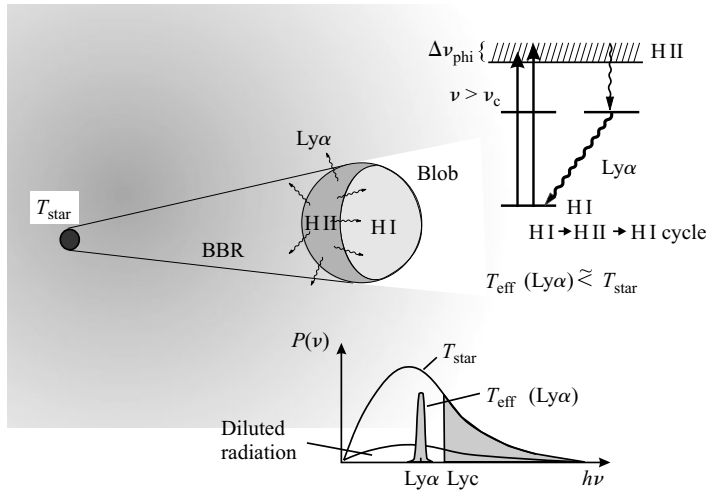 Δν_phi {
H II
ν > ν_c
Lyα
Lyα
Blob
T_star
H II
H I
H I
BBR
H I → H II → H I cycle
T_eff (Lyα) ≲ T_star
P(ν)
T_star
T_eff (Lyα)
Diluted
radiation
Lyα Lyc hν